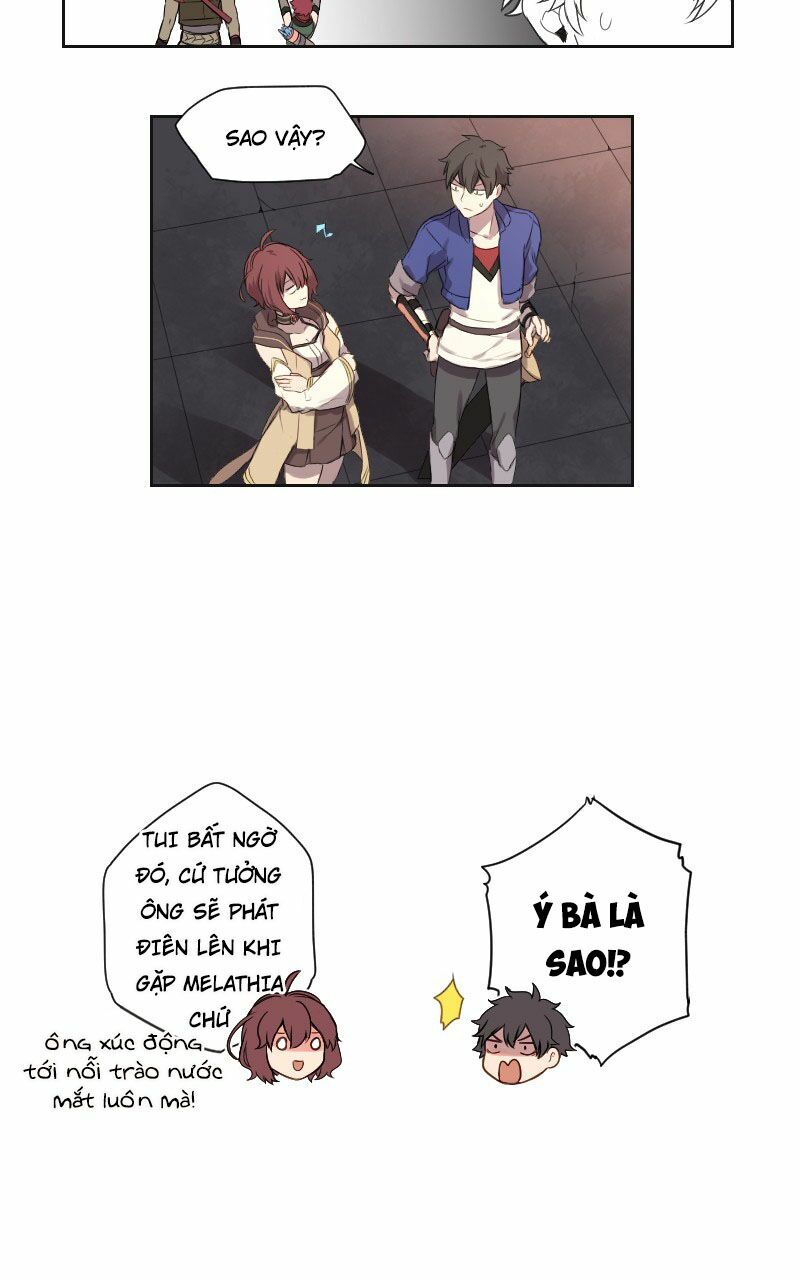 SAO VẬY?
TUI BẤT NGỜ
ĐÓ, CỨ TƯỞNG
ÔNG SẼ PHÁT
ĐIÊN LÊN KHI
GẶP MELATHIA
CHỨ
ông xúc động
tới nỗi trào nước
mắt luôn mà!
Ý BÀ LÀ
SAO!?